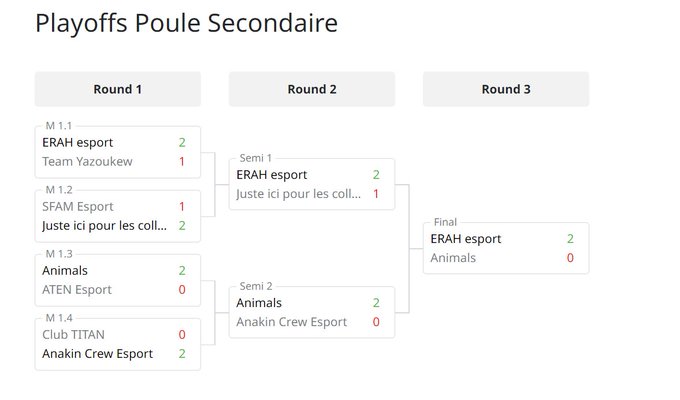 Playoffs Poule Secondaire
Round 1
Round 2
Round 3
M 1.1
ERAH esport 2
Team Yazoukew 1
M 1.2
SFAM Esport 1
Juste ici pour les coll... 2
M 1.3
Animals 2
ATEN Esport 0
M 1.4
Club TITAN 0
Anakin Crew Esport 2
Semi 1
ERAH esport 2
Juste ici pour les coll... 1
Semi 2
Animals 2
Anakin Crew Esport 0
Final
ERAH esport 2
Animals 0